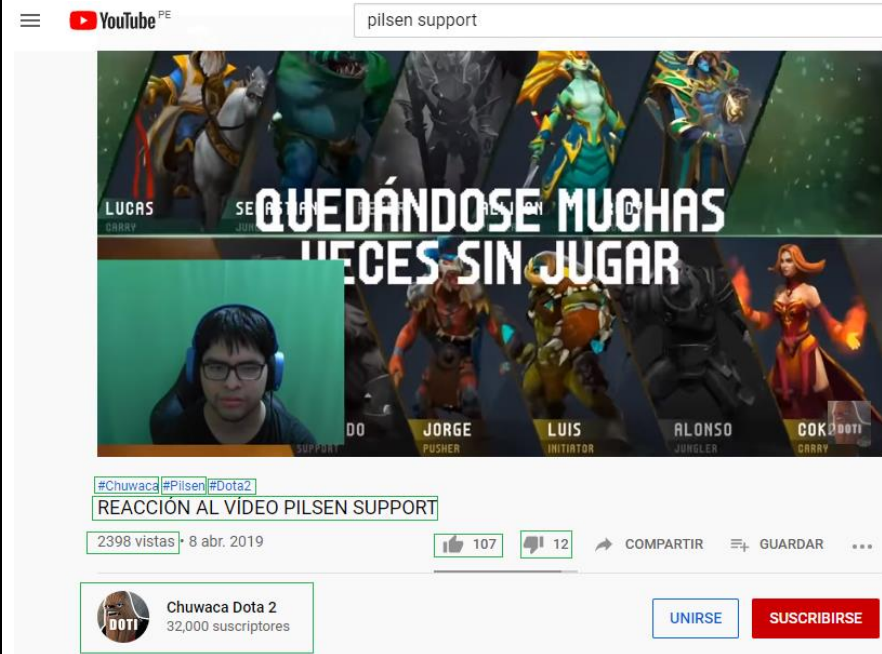 YouTube PE
pilsen support
LUCAS
CARRY
QUEDÁNDOSE MUCHAS
VECES SIN JUGAR
DO JORGE LUIS ALONSO COK
SUPPORT PUSHER INITIATOR JUNGLER CARRY
DOTI
#Chuwaca #Pilsen #Dota2
REACCIÓN AL VÍDEO PILSEN SUPPORT
2398 vistas • 8 abr. 2019 107 12 COMPARTIR GUARDAR
DOTI
Chuwaca Dota 2
32,000 suscriptores
UNIRSE SUSCRIBIRSE